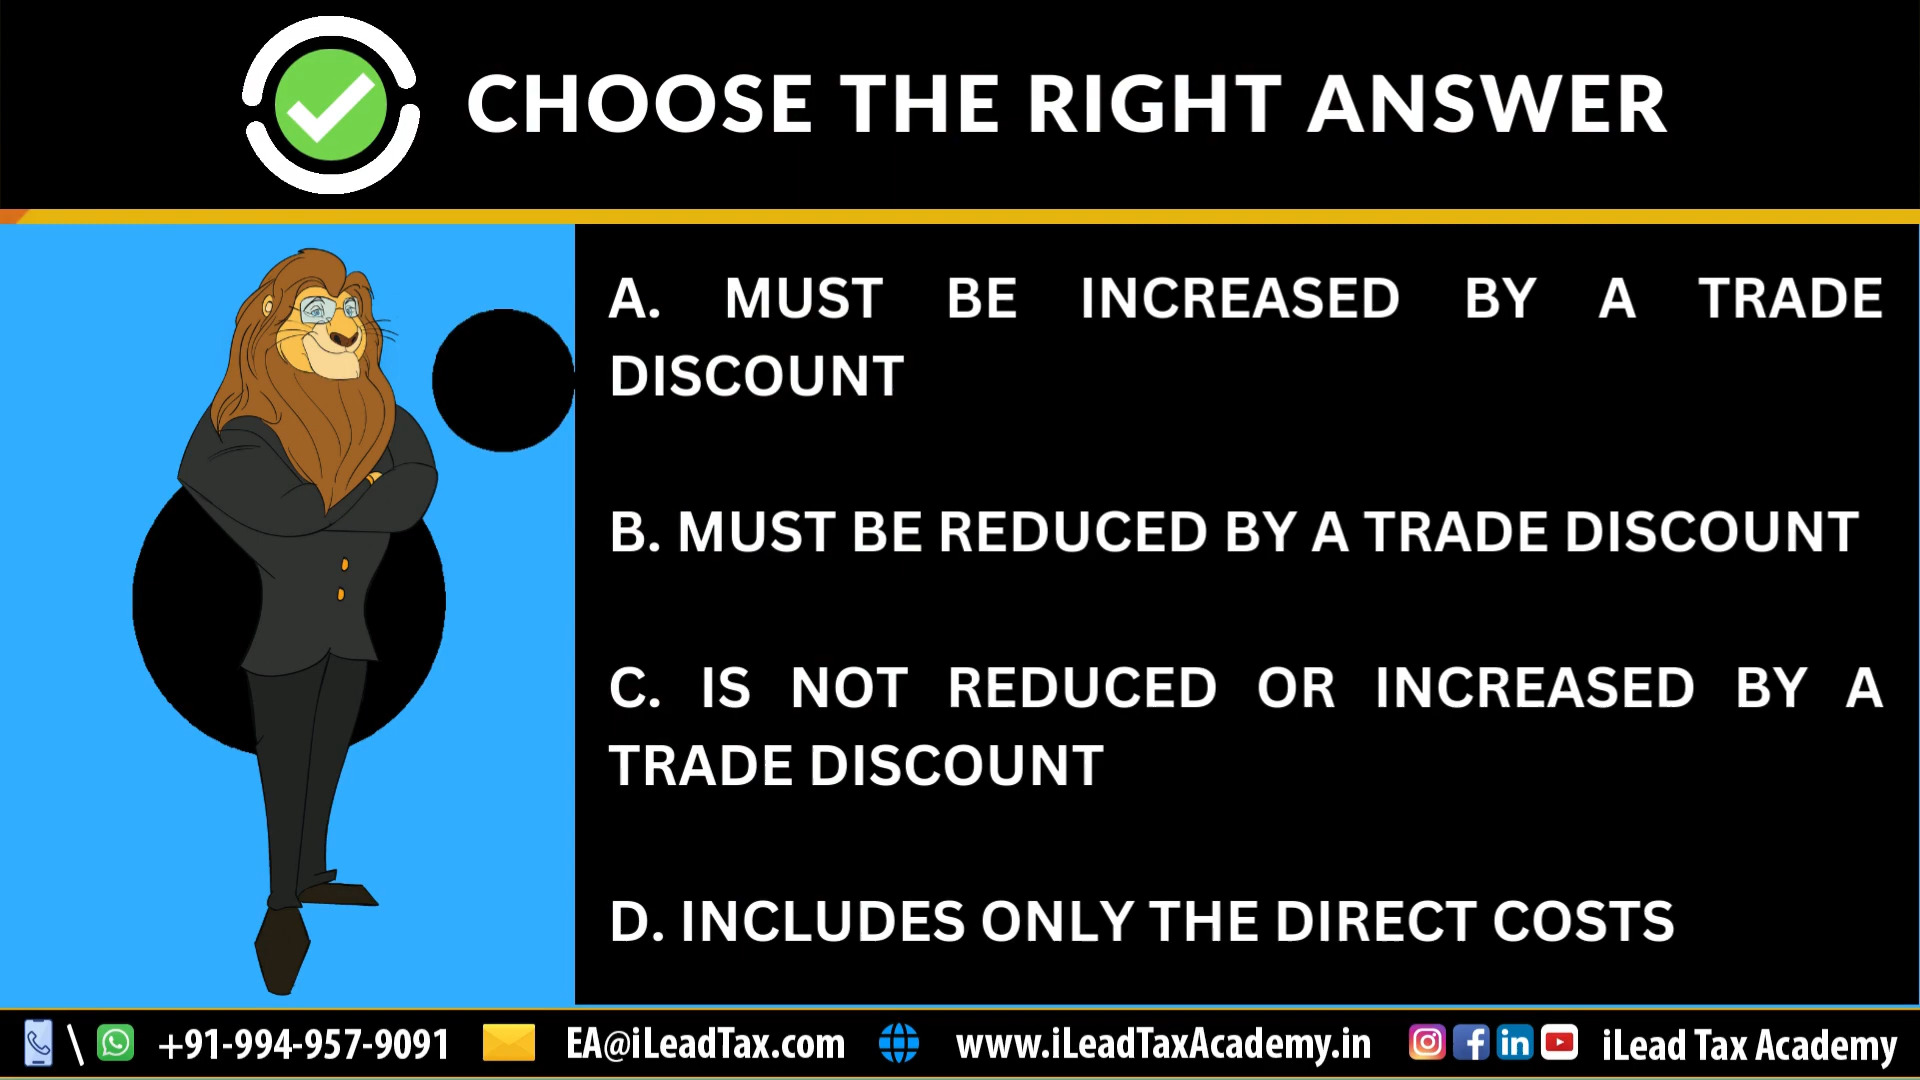 CHOOSE THE RIGHT ANSWER
A. MUST BE INCREASED BY A TRADE
DISCOUNT
B. MUST BE REDUCED BY A TRADE DISCOUNT
C. IS NOT REDUCED OR INCREASED BY A
TRADE DISCOUNT
D. INCLUDES ONLY THE DIRECT COSTS
\ +91-994-957-9091 EA@iLeadTax.com www.iLeadTaxAcademy.in iLead Tax Academy